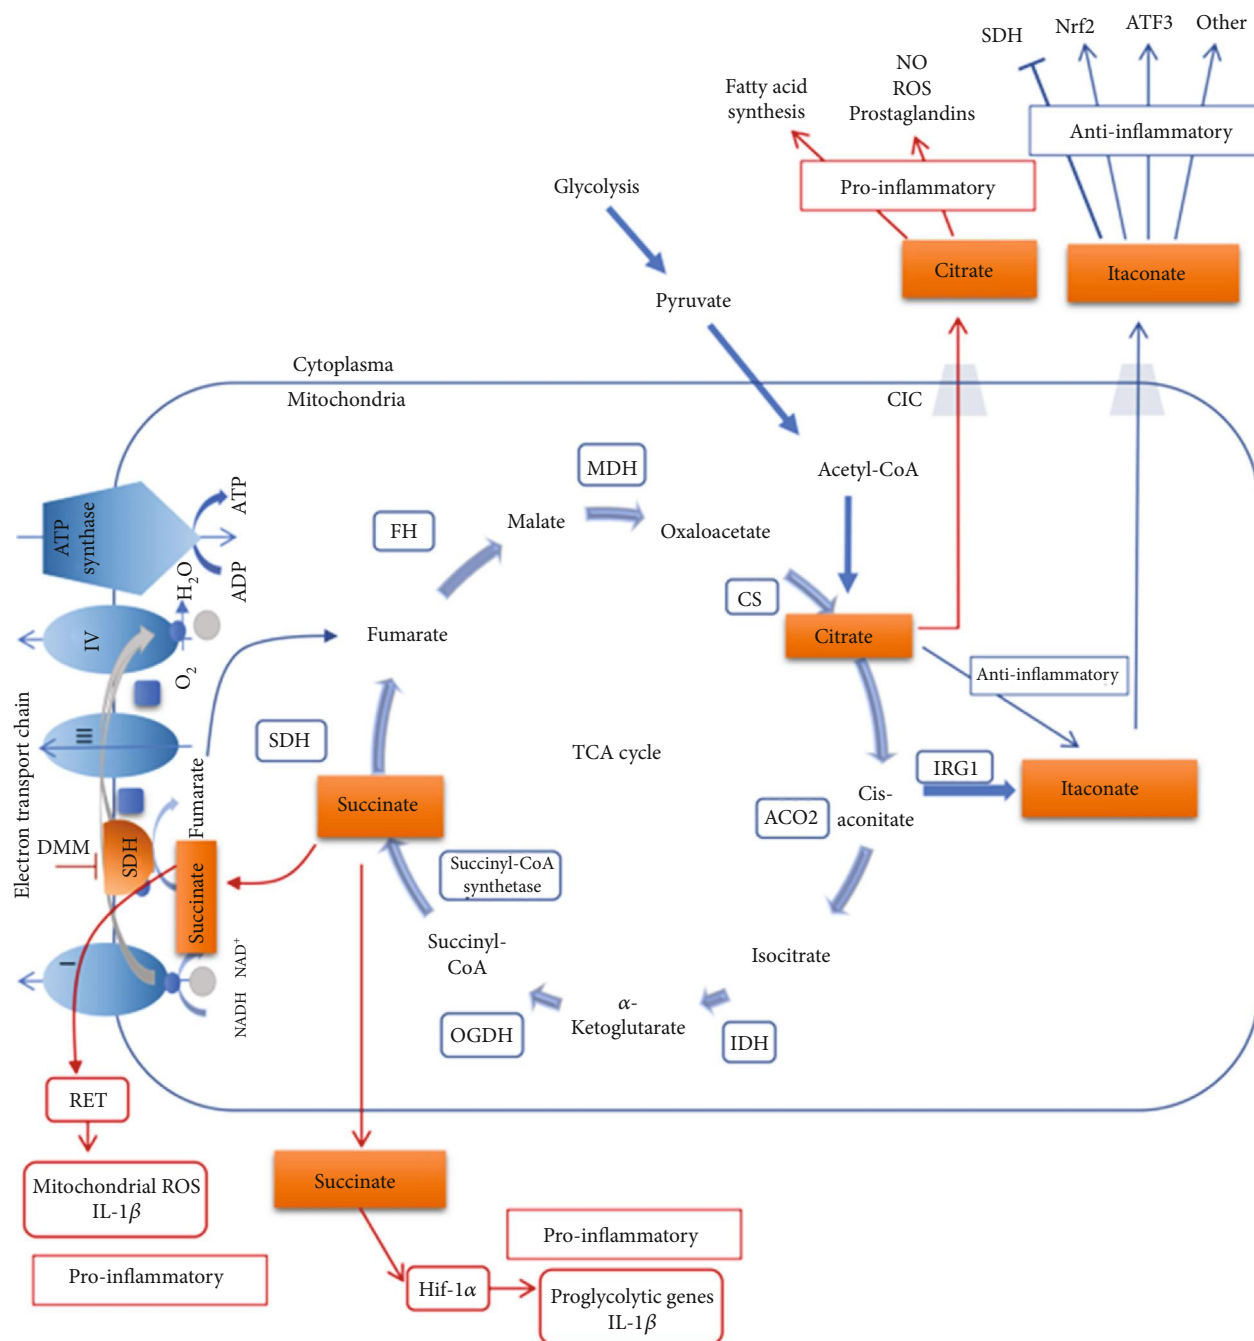 SDH
Nrf2
ATF3
Other
NO
ROS
Prostaglandins
Fatty acid
synthesis
Anti-inflammatory
Pro-inflammatory
Glycolysis
Citrate
Itaconate
Pyruvate
Cytoplasma
Mitochondria
CIC
MDH
Acetyl-CoA
ATP
synthase
ATP
ADP
FH
Malate
Oxaloacetate
H2O
CS
IV
Fumarate
Citrate
O2
Anti-inflammatory
Electron transport chain
III
SDH
TCA cycle
Fumarate
IRG1
Itaconate
Succinate
Cis-
aconitate
ACO2
DMM
SDH
Succinate
Succinyl-CoA
synthetase
Succinyl-
CoA
Isocitrate
I
NADH NAD+
α-
Ketoglutarate
OGDH
IDH
RET
Mitochondrial ROS
IL-1β
Succinate
Pro-inflammatory
Pro-inflammatory
Hif-1α
Proglycolytic genes
IL-1β